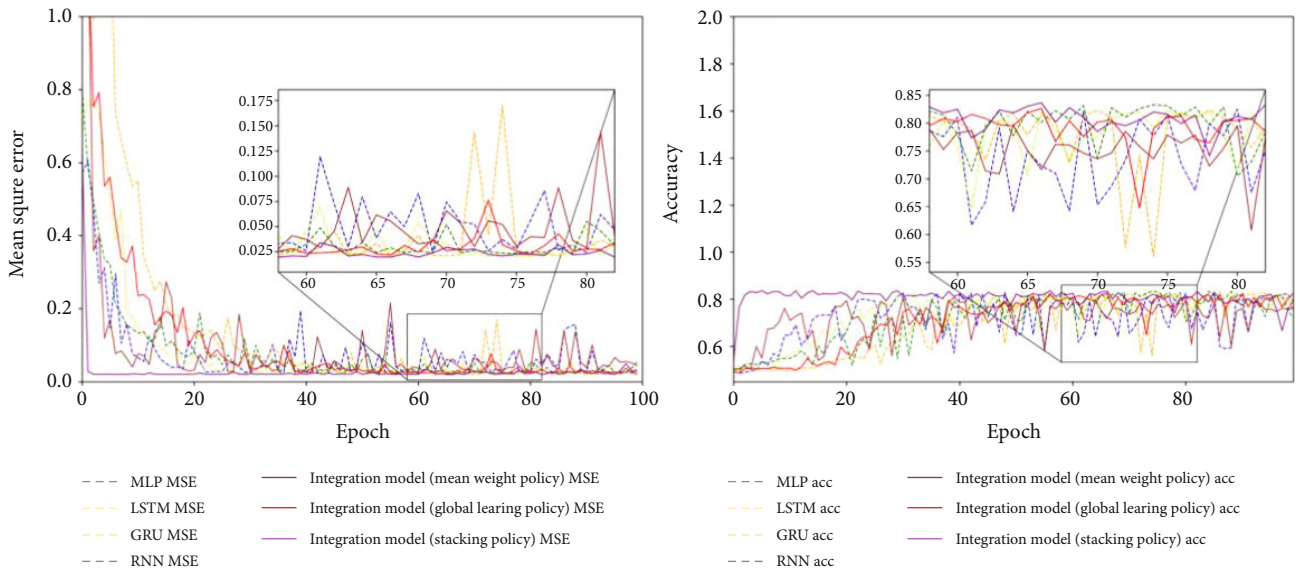 1.0
0.8
0.6
0.4
0.2
0.0
Mean squre error
0.175
0.150
0.125
0.100
0.075
0.050
0.025
60 65 70 75 80
0 20 40 60 80 100
Epoch
MLP MSE
LSTM MSE
GRU MSE
RNN MSE
Integration model (mean weight policy) MSE
Integration model (global learing policy) MSE
Integration model (stacking policy) MSE
2.0
1.8
1.6
1.4
1.2
1.0
0.8
0.6
Accuracy
0.85
0.80
0.75
0.70
0.65
0.60
0.55
60 65 70 75 80
0 20 40 60 80
Epoch
MLP acc
LSTM acc
GRU acc
RNN acc
Integration model (mean weight policy) acc
Integration model (global learing policy) acc
Integration model (stacking policy) acc